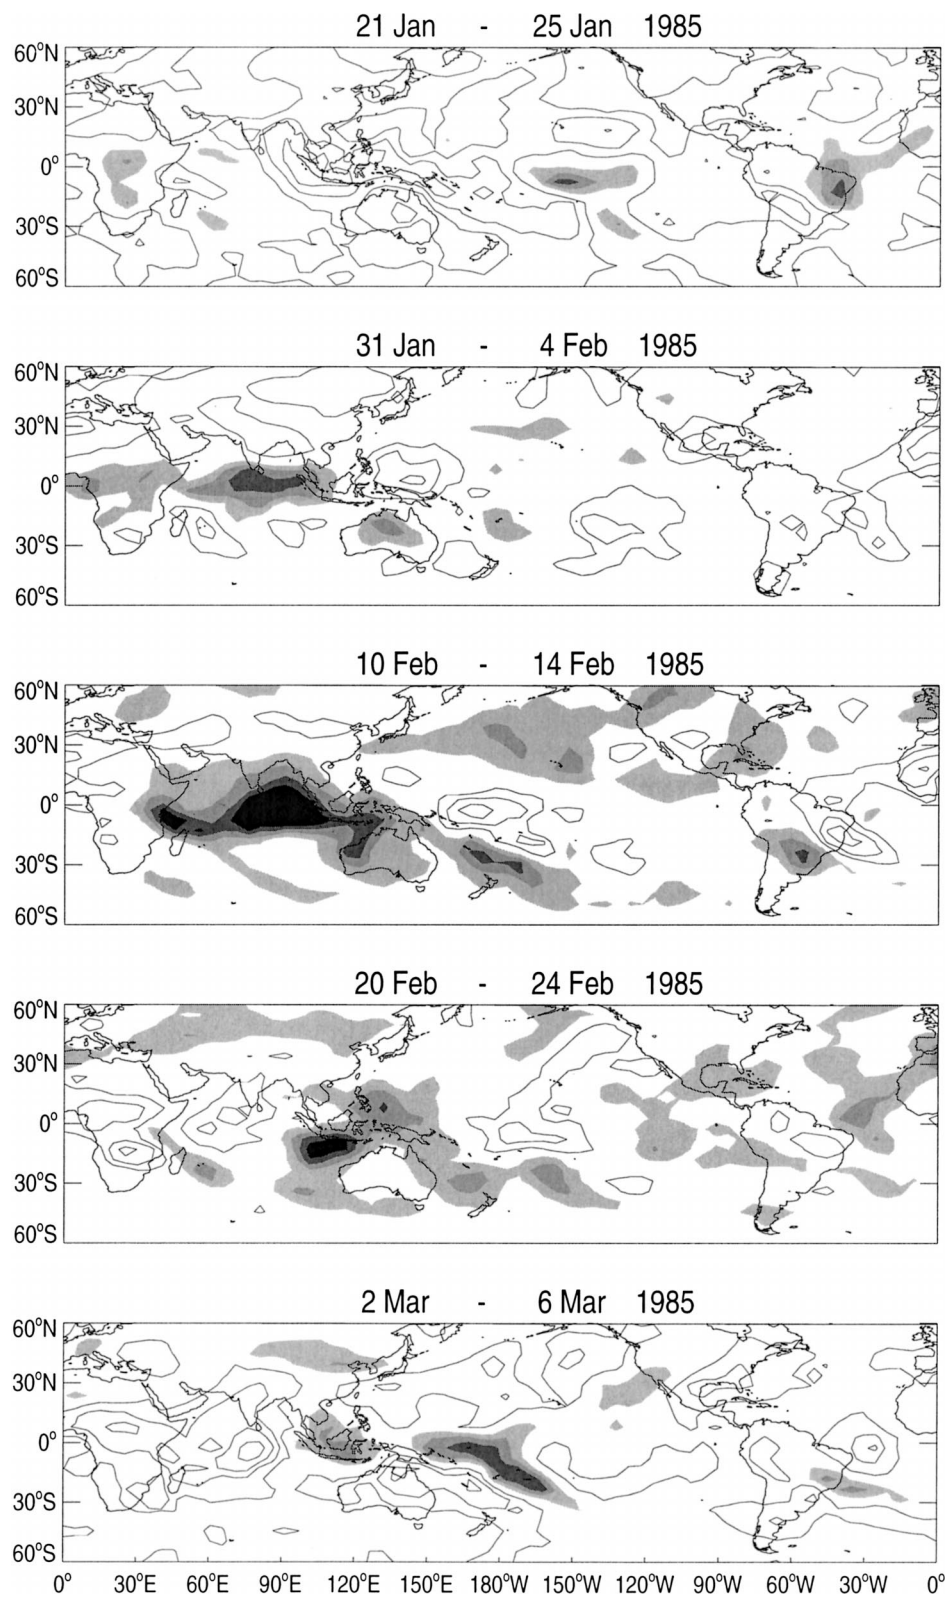 21 Jan - 25 Jan 1985
60°N
30°N
0°
30°S
60°S
31 Jan - 4 Feb 1985
60°N
30°N
0°
30°S
60°S
10 Feb - 14 Feb 1985
60°N
30°N
0°
30°S
60°S
20 Feb - 24 Feb 1985
60°N
30°N
0°
30°S
60°S
2 Mar - 6 Mar 1985
60°N
30°N
0°
30°S
60°S
0° 30°E 60°E 90°E 120°E 150°E 180°W 150°W 120°W 90°W 60°W 30°W 0°